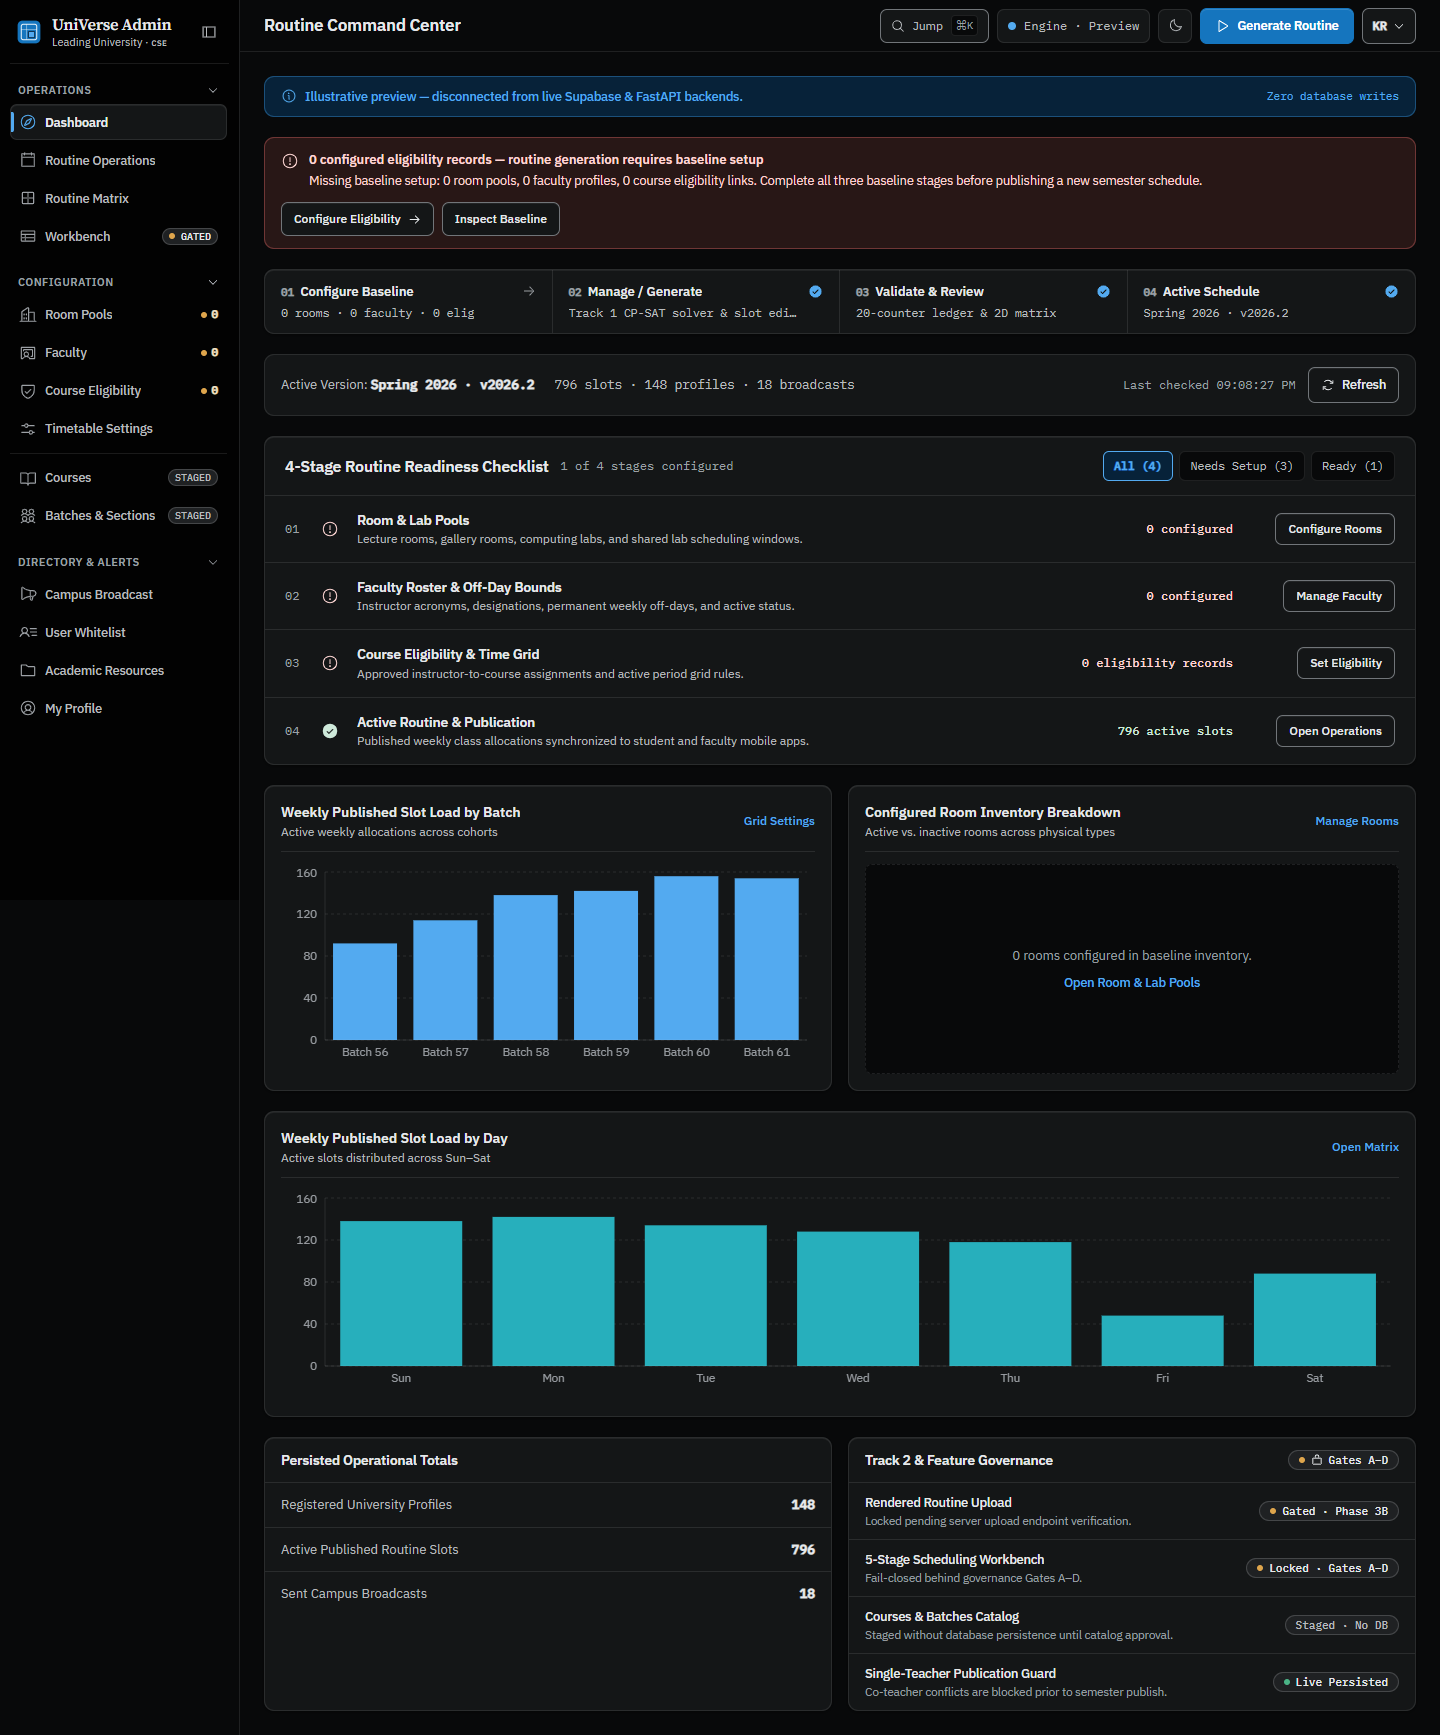 UniVerse Admin
Leading University · CSE
OPERATIONS
Dashboard
Routine Operations
Routine Matrix
Workbench
GATED
CONFIGURATION
Room Pools
0
Faculty
0
Course Eligibility
0
Timetable Settings
Courses
STAGED
Batches & Sections
STAGED
DIRECTORY & ALERTS
Campus Broadcast
User Whitelist
Academic Resources
My Profile
Routine Command Center
Jump ⌘K
Engine · Preview
Generate Routine
KR
Illustrative preview — disconnected from live Supabase & FastAPI backends.
Zero database writes
0 configured eligibility records — routine generation requires baseline setup
Missing baseline setup: 0 room pools, 0 faculty profiles, 0 course eligibility links. Complete all three baseline stages before publishing a new semester schedule.
Configure Eligibility →
Inspect Baseline
01 Configure Baseline →
0 rooms · 0 faculty · 0 elig
02 Manage / Generate
Track 1 CP-SAT solver & slot edi…
03 Validate & Review
20-counter ledger & 2D matrix
04 Active Schedule
Spring 2026 · v2026.2
Active Version: Spring 2026 · v2026.2
796 slots · 148 profiles · 18 broadcasts
Last checked 09:08:27 PM
Refresh
4-Stage Routine Readiness Checklist
1 of 4 stages configured
All (4)
Needs Setup (3)
Ready (1)
01
Room & Lab Pools
Lecture rooms, gallery rooms, computing labs, and shared lab scheduling windows.
0 configured
Configure Rooms
02
Faculty Roster & Off-Day Bounds
Instructor acronyms, designations, permanent weekly off-days, and active status.
0 configured
Manage Faculty
03
Course Eligibility & Time Grid
Approved instructor-to-course assignments and active period grid rules.
0 eligibility records
Set Eligibility
04
Active Routine & Publication
Published weekly class allocations synchronized to student and faculty mobile apps.
796 active slots
Open Operations
Weekly Published Slot Load by Batch
Active weekly allocations across cohorts
Grid Settings
160
120
80
40
0
Batch 56
Batch 57
Batch 58
Batch 59
Batch 60
Batch 61
Configured Room Inventory Breakdown
Active vs. inactive rooms across physical types
Manage Rooms
0 rooms configured in baseline inventory.
Open Room & Lab Pools
Weekly Published Slot Load by Day
Active slots distributed across Sun–Sat
Open Matrix
160
120
80
40
0
Sun
Mon
Tue
Wed
Thu
Fri
Sat
Persisted Operational Totals
Registered University Profiles
148
Active Published Routine Slots
796
Sent Campus Broadcasts
18
Track 2 & Feature Governance
Gates A–D
Rendered Routine Upload
Locked pending server upload endpoint verification.
Gated · Phase 3B
5-Stage Scheduling Workbench
Fail-closed behind governance Gates A–D.
Locked · Gates A–D
Courses & Batches Catalog
Staged without database persistence until catalog approval.
Staged · No DB
Single-Teacher Publication Guard
Co-teacher conflicts are blocked prior to semester publish.
Live Persisted